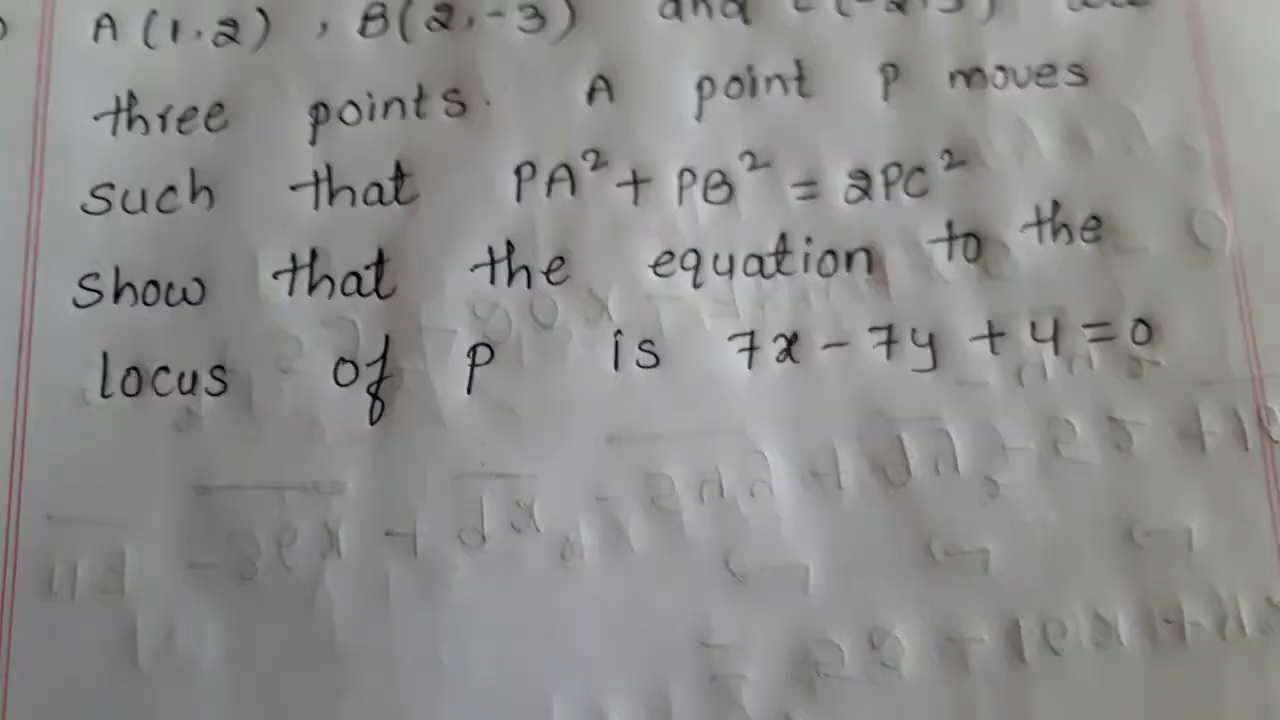 A (1.2) , B(2,-3) and
three points. A point P moves
such that PA² + PB² = 2PC²
show that the equation to the
locus of P is 7x - 7y + 4 = 0